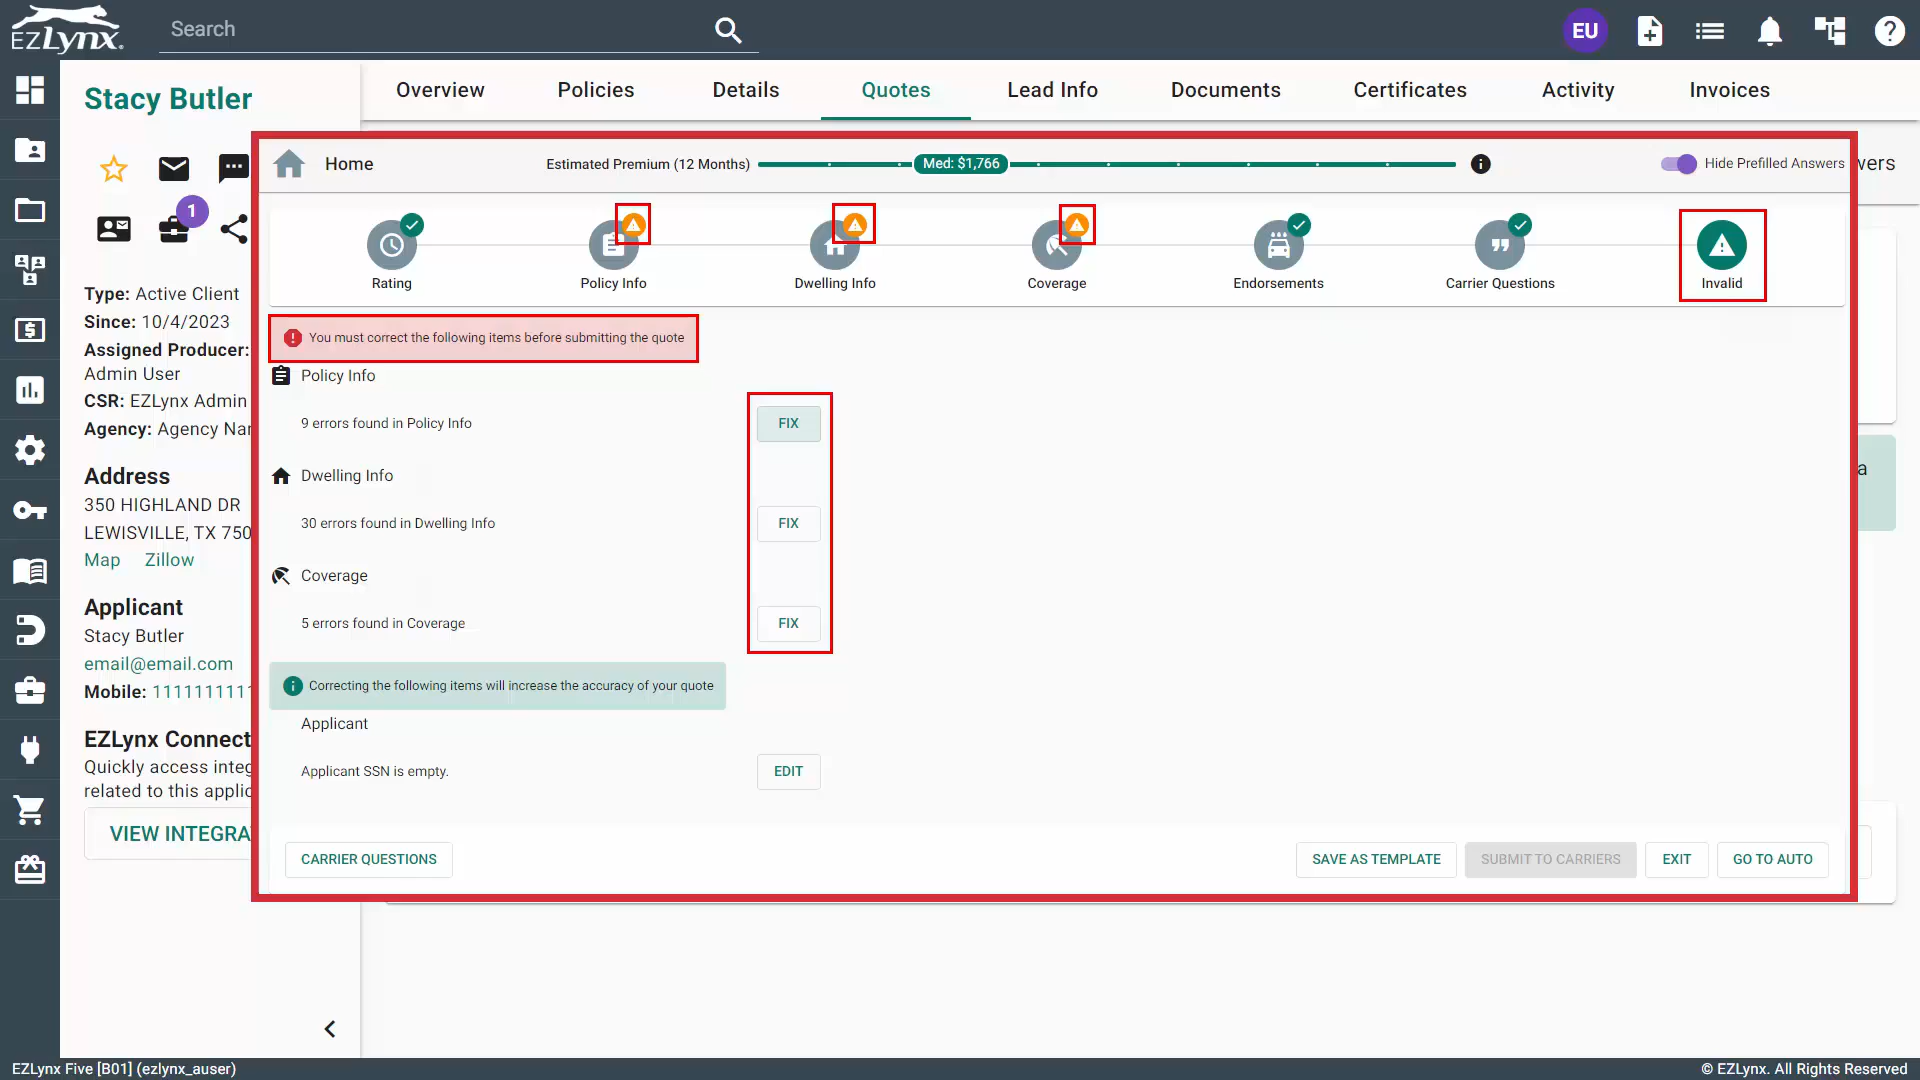 EZLynx
Search
EU
?
Stacy Butler
Overview
Policies
Details
Quotes
Lead Info
Documents
Certificates
Activity
Invoices
1
Type: Active Client
Since: 10/4/2023
Assigned Producer:
Admin User
CSR: EZLynx Admin
Agency: Agency Nar
Address
350 HIGHLAND DR
LEWISVILLE, TX 750
Map Zillow
Applicant
Stacy Butler
email@email.com
Mobile: 1111111111
EZLynx Connect
Quickly access integ
related to this applic
VIEW INTEGRA
Home
Estimated Premium (12 Months)
Med: $1,766
Hide Prefilled Answers
wers
Rating
Policy Info
Dwelling Info
Coverage
Endorsements
Carrier Questions
Invalid
You must correct the following items before submitting the quote
Policy Info
9 errors found in Policy Info
FIX
Dwelling Info
30 errors found in Dwelling Info
FIX
Coverage
5 errors found in Coverage
FIX
a
Correcting the following items will increase the accuracy of your quote
Applicant
Applicant SSN is empty.
EDIT
CARRIER QUESTIONS
SAVE AS TEMPLATE
SUBMIT TO CARRIERS
EXIT
GO TO AUTO
EZLynx Five [B01] (ezlynx_auser)
© EZLynx. All Rights Reserved